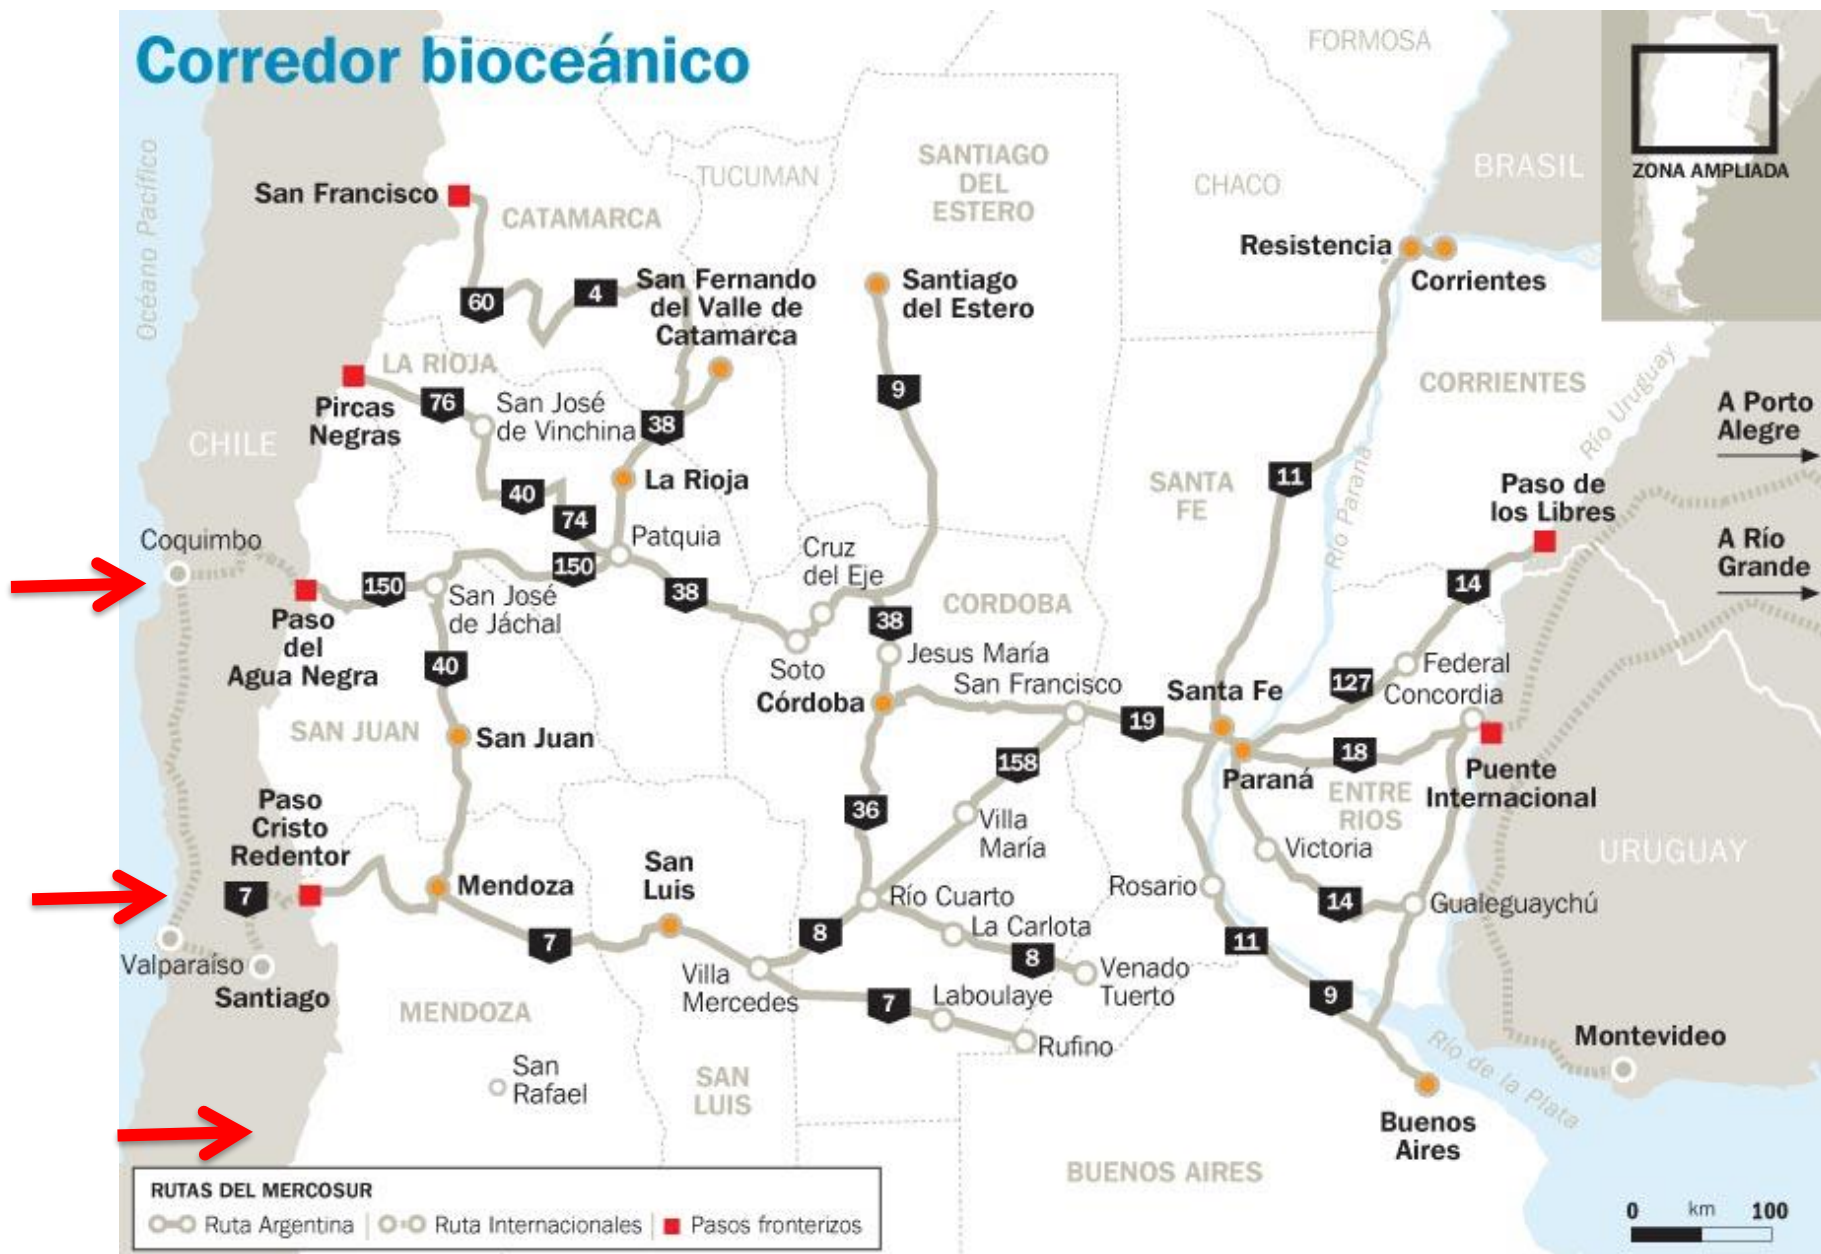 Corredor bioceánico
FORMOSA
BRASIL
ZONA AMPLIADA
Océano Pacífico
San Francisco
CATAMARCA
TUCUMAN
SANTIAGO
DEL
ESTERO
CHACO
Resistencia
Corrientes
60
4
San Fernando
del Valle de
Catamarca
Santiago
del Estero
LA RIOJA
CORRIENTES
Río Uruguay
A Porto
Alegre
Pircas
Negras
76
San José
de Vinchina
38
9
CHILE
La Rioja
40
74
SANTA
FE
11
Río Paraná
Paso de
los Libres
A Río
Grande
Coquimbo
Patquia
Cruz
del Eje
150
150
San José
de Jáchal
38
CORDOBA
14
Paso
del
Agua Negra
40
38
Soto
Jesus María
San Francisco
Córdoba
Santa Fe
127
Federal
Concordia
SAN JUAN
San Juan
19
158
Paraná
18
Puente
Internacional
ENTRE
RIOS
Paso
Cristo
Redentor
36
Villa
María
Victoria
URUGUAY
7
Mendoza
San
Luis
Río Cuarto
Rosario
14
Gualeguaychú
La Carlota
7
8
8
11
Valparaíso
Santiago
Villa
Mercedes
Venado
Tuerto
7
Laboulaye
9
MENDOZA
Rufino
Río de la Plata
Montevideo
San
Rafael
SAN
LUIS
Buenos
Aires
BUENOS AIRES
RUTAS DEL MERCOSUR
Ruta Argentina
Ruta Internacionales
Pasos fronterizos
0 km 100